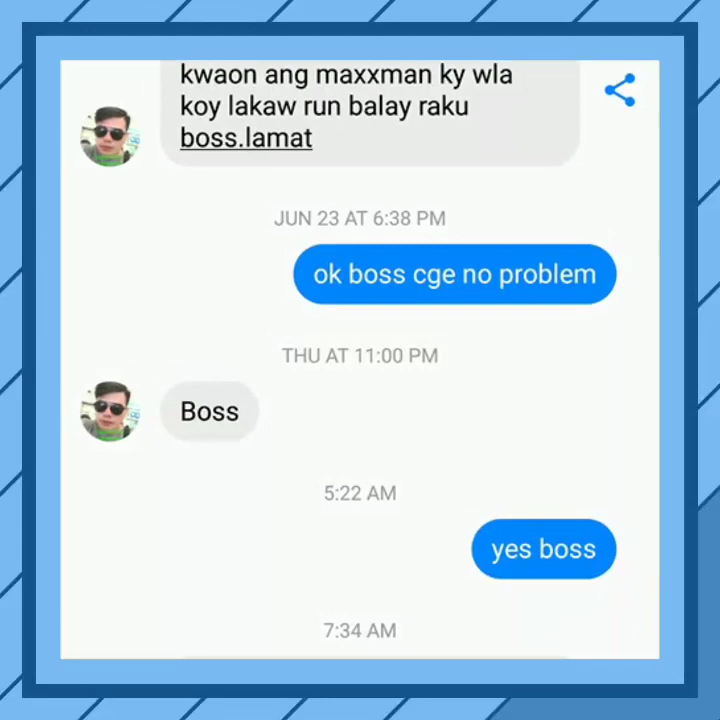 kwaon ang maxxman ky wla
koy lakaw run balay raku
boss.lamat
JUN 23 AT 6:38 PM
ok boss cge no problem
THU AT 11:00 PM
Boss
5:22 AM
yes boss
7:34 AM